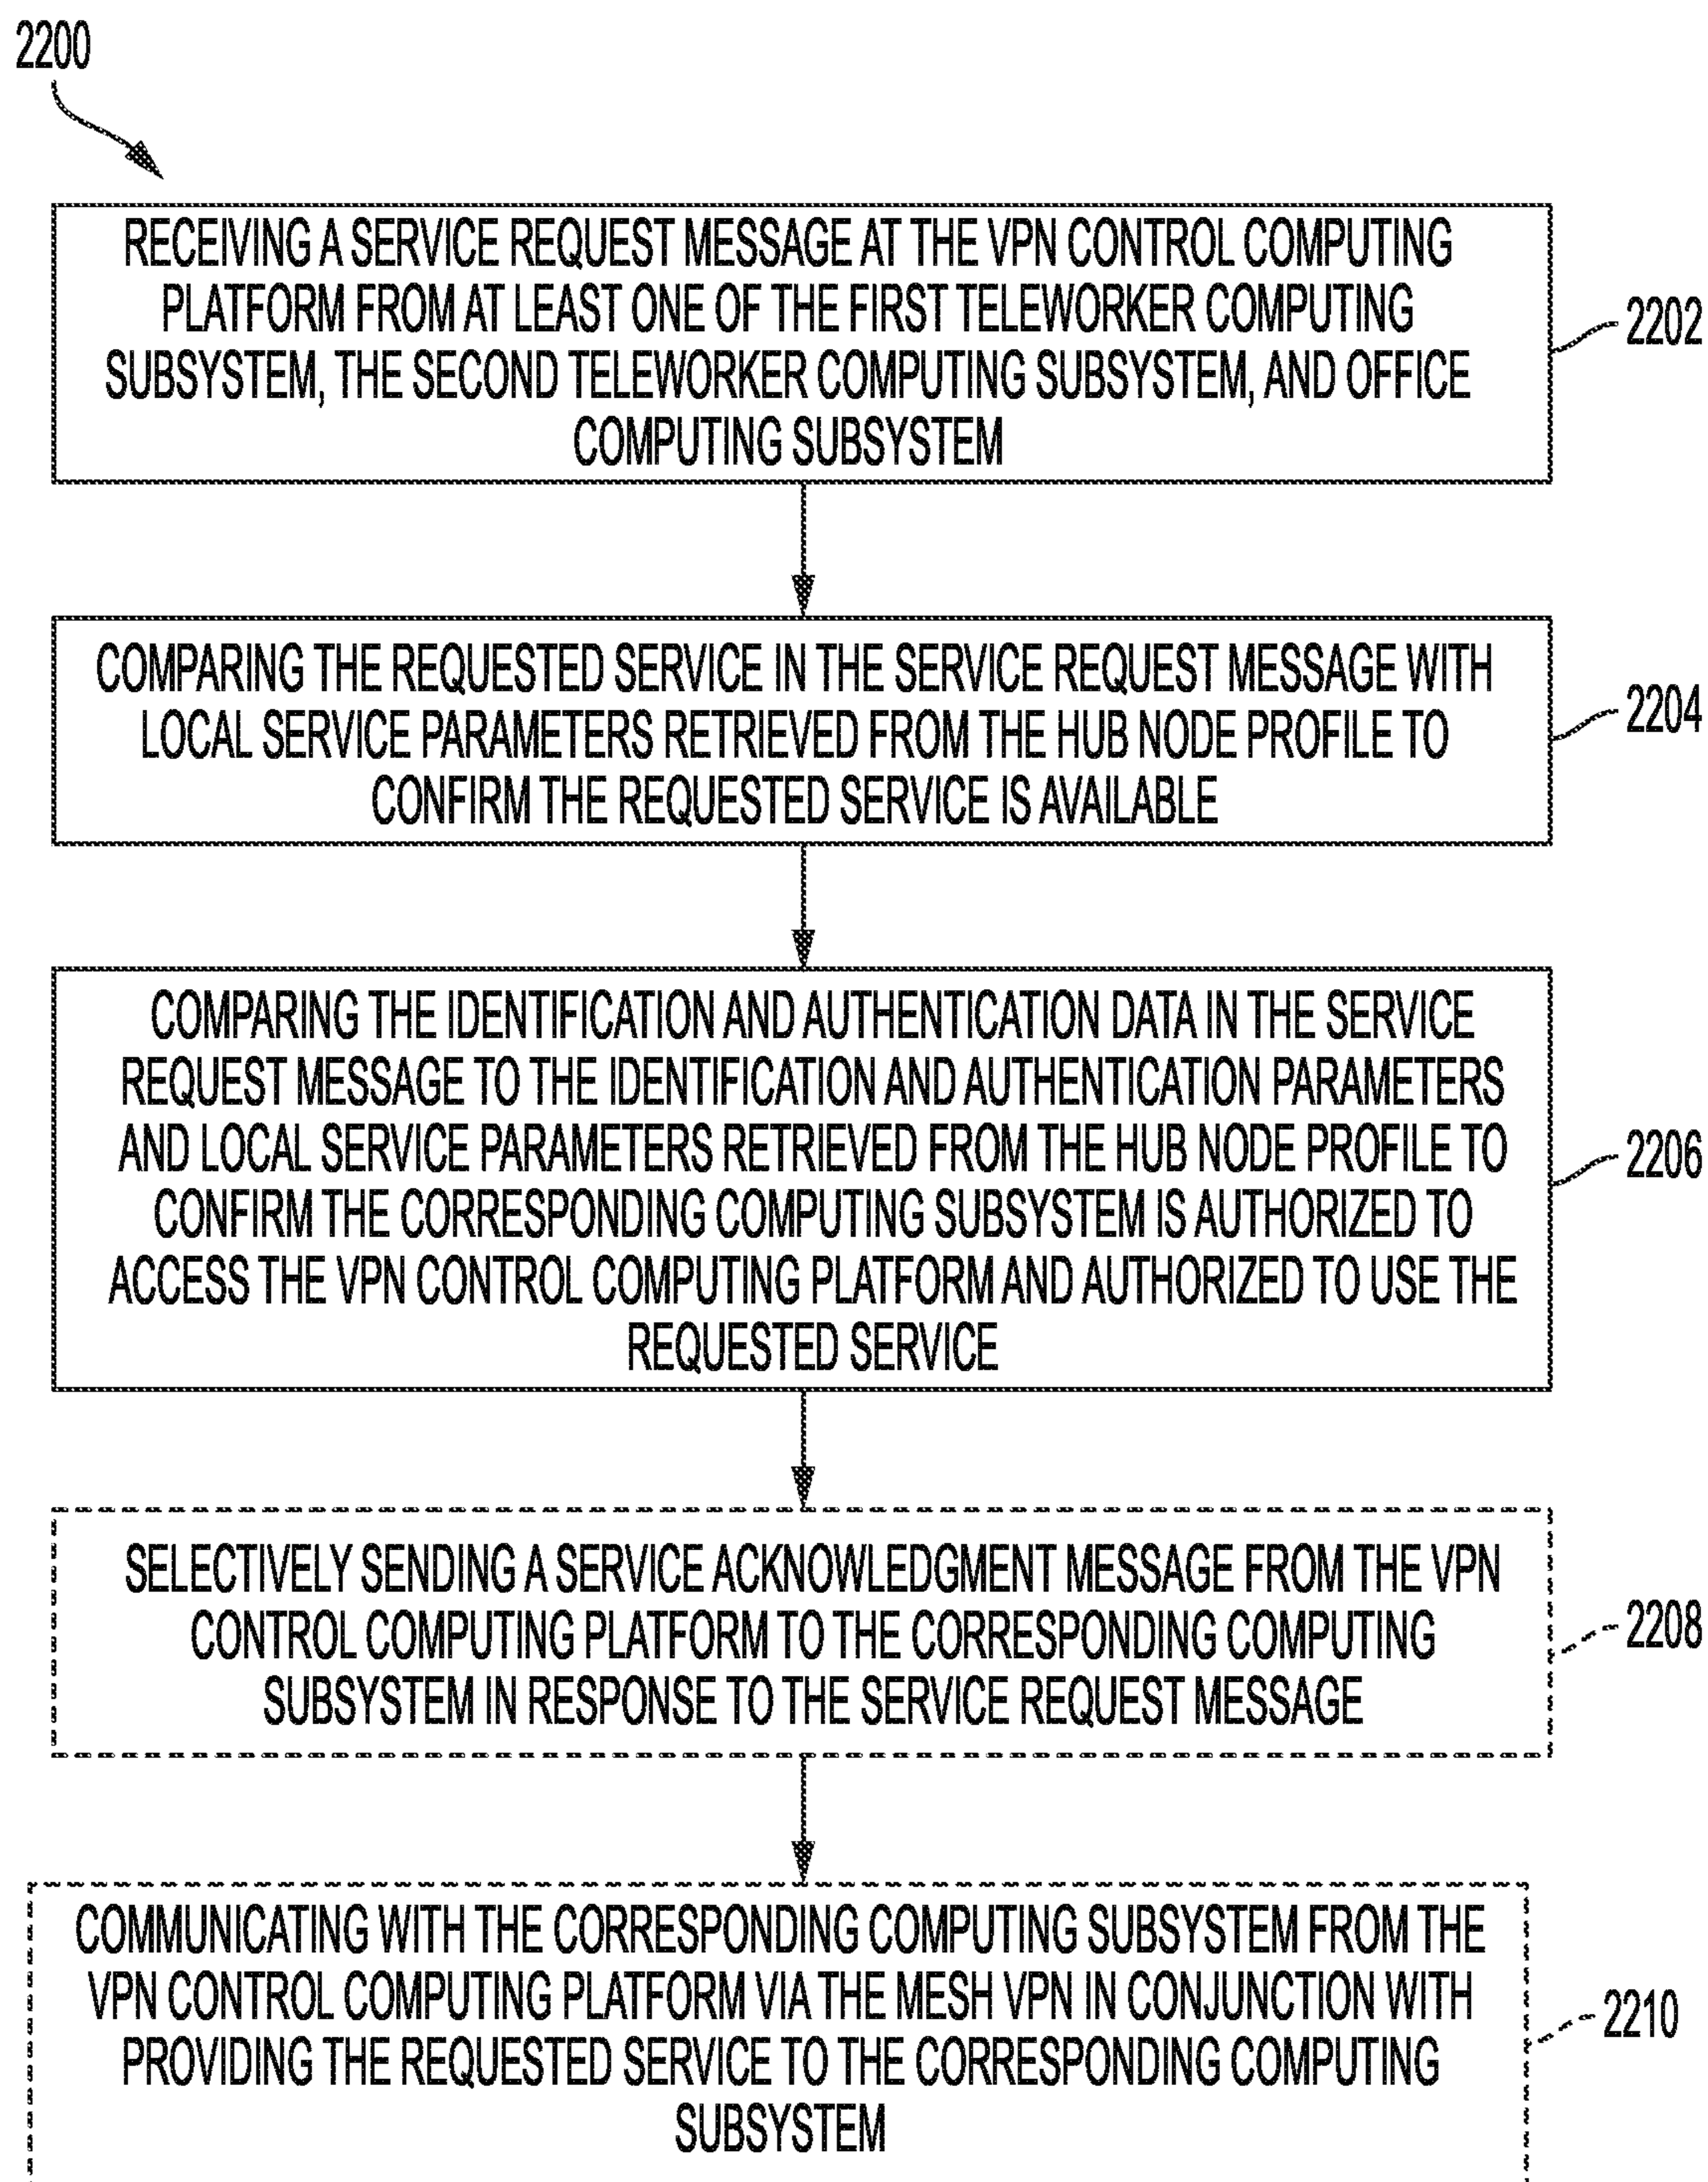 2200
RECEIVING A SERVICE REQUEST MESSAGE AT THE VPN CONTROL COMPUTING
PLATFORM FROM AT LEAST ONE OF THE FIRST TELEWORKER COMPUTING
SUBSYSTEM, THE SECOND TELEWORKER COMPUTING SUBSYSTEM, AND OFFICE
COMPUTING SUBSYSTEM
2202
COMPARING THE REQUESTED SERVICE IN THE SERVICE REQUEST MESSAGE WITH
LOCAL SERVICE PARAMETERS RETRIEVED FROM THE HUB NODE PROFILE TO
CONFIRM THE REQUESTED SERVICE IS AVAILABLE
2204
COMPARING THE IDENTIFICATION AND AUTHENTICATION DATA IN THE SERVICE
REQUEST MESSAGE TO THE IDENTIFICATION AND AUTHENTICATION PARAMETERS
AND LOCAL SERVICE PARAMETERS RETRIEVED FROM THE HUB NODE PROFILE TO
CONFIRM THE CORRESPONDING COMPUTING SUBSYSTEM IS AUTHORIZED TO
ACCESS THE VPN CONTROL COMPUTING PLATFORM AND AUTHORIZED TO USE THE
REQUESTED SERVICE
2206
SELECTIVELY SENDING A SERVICE ACKNOWLEDGMENT MESSAGE FROM THE VPN
CONTROL COMPUTING PLATFORM TO THE CORRESPONDING COMPUTING
SUBSYSTEM IN RESPONSE TO THE SERVICE REQUEST MESSAGE
2208
COMMUNICATING WITH THE CORRESPONDING COMPUTING SUBSYSTEM FROM THE
VPN CONTROL COMPUTING PLATFORM VIA THE MESH VPN IN CONJUNCTION WITH
PROVIDING THE REQUESTED SERVICE TO THE CORRESPONDING COMPUTING
SUBSYSTEM
2210